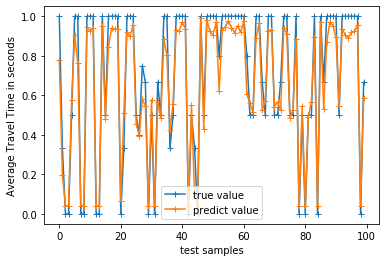 Average Travel Time in seconds
1.0
0.8
0.6
0.4
0.2
0.0
true value
predict value
0 20 40 60 80 100
test samples